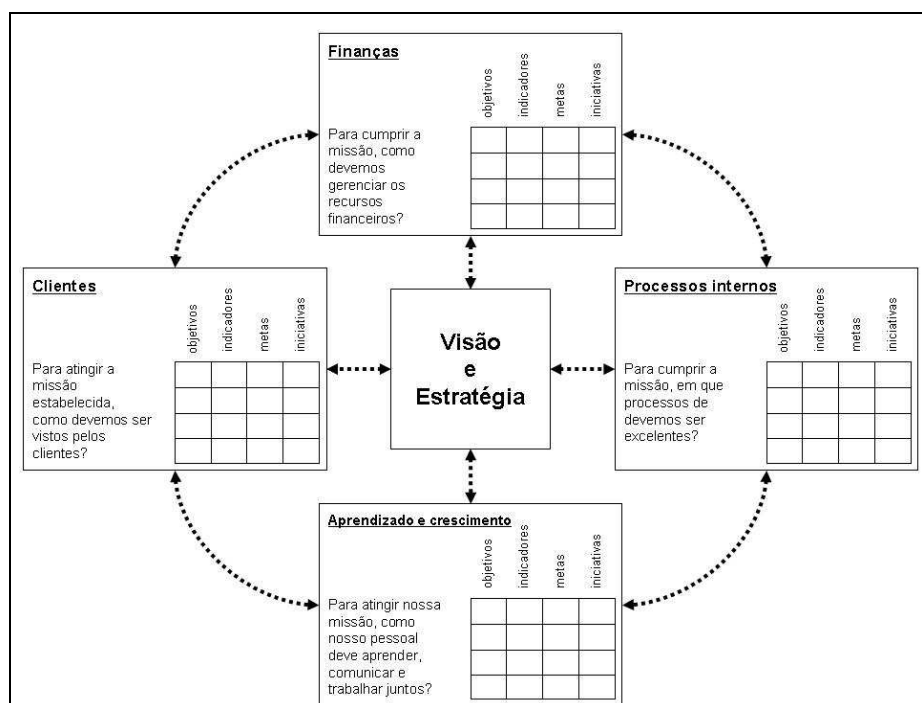 Finanças
objetivos
indicadores
metas
iniciativas
Para cumprir a
missão, como
devemos
gerenciar os
recursos
financeiros?
Clientes
objetivos
indicadores
metas
iniciativas
Para atingir a
missão
estabelecida,
como devemos ser
vistos pelos
clientes?
Visão
e
Estratégia
Processos internos
objetivos
indicadores
metas
iniciativas
Para cumprir a
missão, em que
processos de
devemos ser
excelentes?
Aprendizado e crescimento
objetivos
indicadores
metas
iniciativas
Para atingir nossa
missão, como
nosso pessoal
deve aprender,
comunicar e
trabalhar juntos?